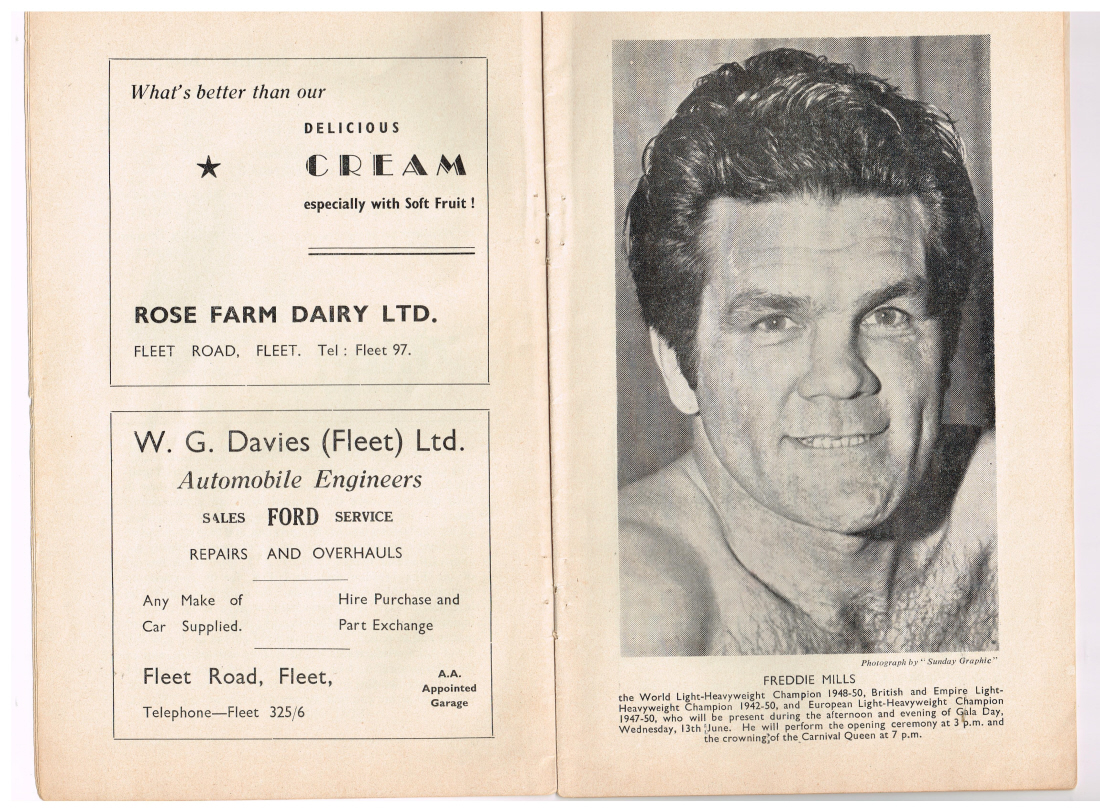 What's better than our
DELICIOUS
★ CREAM
especially with Soft Fruit !
ROSE FARM DAIRY LTD.
FLEET ROAD, FLEET. Tel : Fleet 97.
W. G. Davies (Fleet) Ltd.
Automobile Engineers
SALES FORD SERVICE
REPAIRS AND OVERHAULS
Any Make of
Car Supplied.
Hire Purchase and
Part Exchange
Fleet Road, Fleet,
Telephone—Fleet 325/6
A.A.
Appointed
Garage
Photograph by "Sunday Graphic"
FREDDIE MILLS
the World Light-Heavyweight Champion 1948-50, British and Empire Light-
Heavyweight Champion 1942-50, and European Light-Heavyweight Champion
1947-50, who will be present during the afternoon and evening of Gala Day,
Wednesday, 13th June. He will perform the opening ceremony at 3 p.m. and
the crowning of the Carnival Queen at 7 p.m.